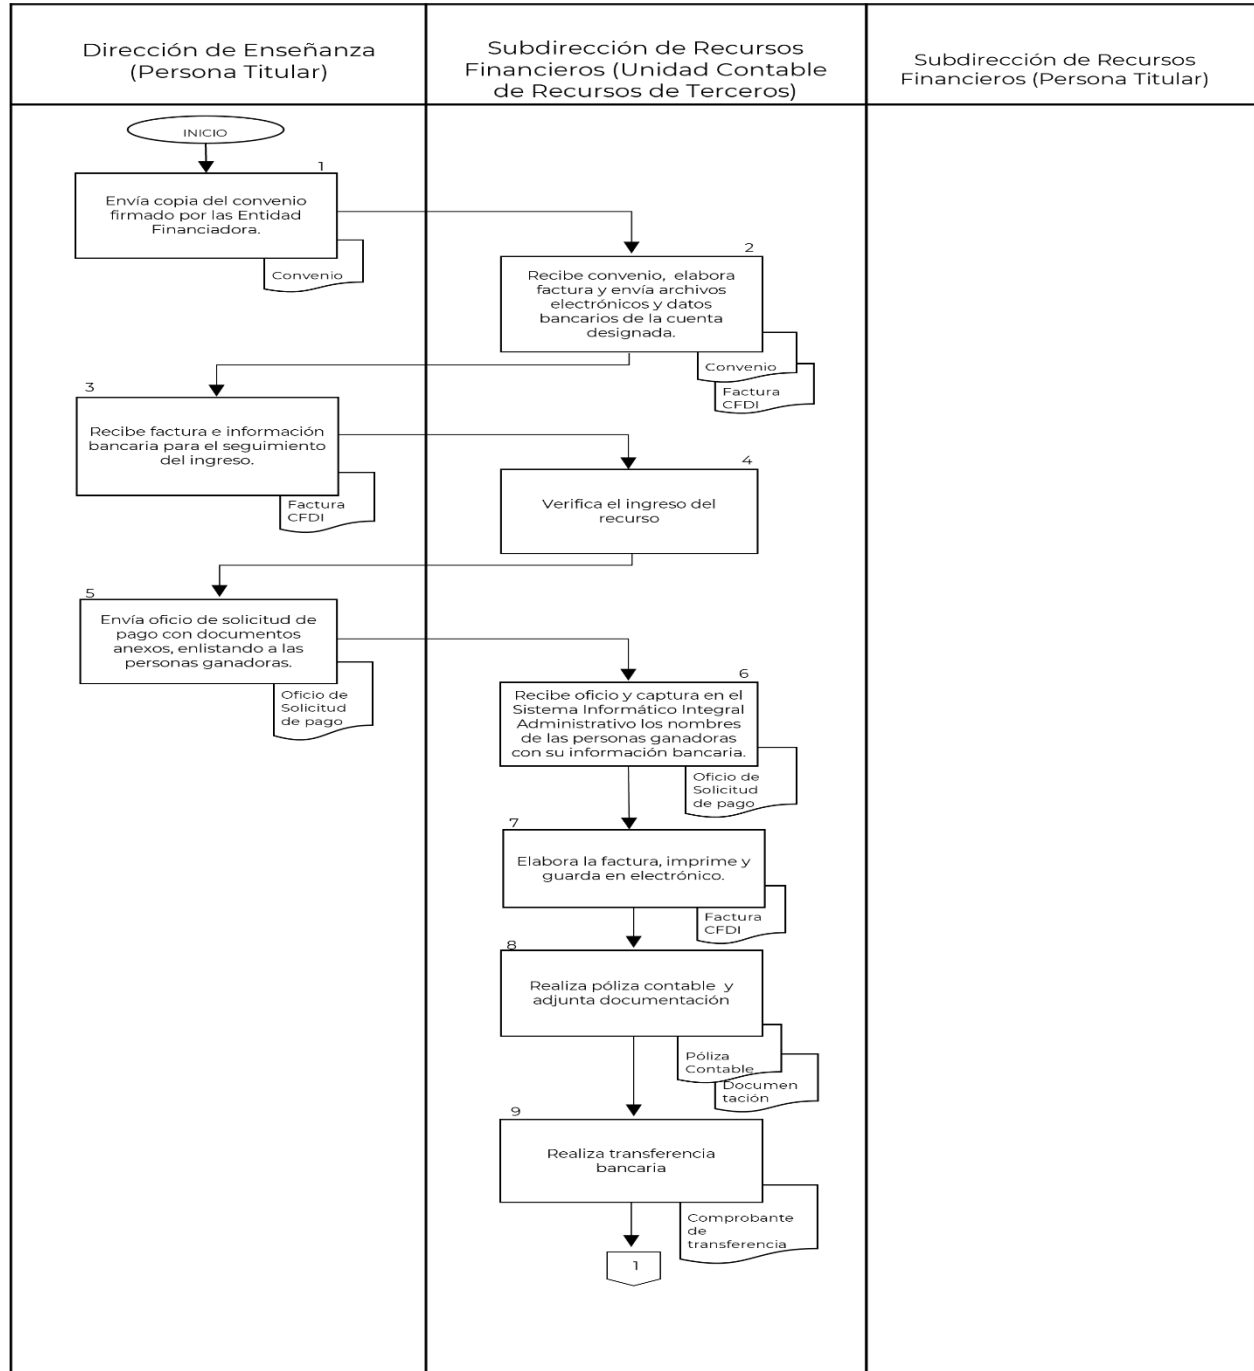 Dirección de Enseñanza
(Persona Titular)
Subdirección de Recursos
Financieros (Unidad Contable
de Recursos de Terceros)
Subdirección de Recursos
Financieros (Persona Titular)
INICIO
1
Envía copia del convenio
firmado por las Entidad
Financiadora.
Convenio
2
Recibe convenio, elabora
factura y envía archivos
electrónicos y datos
bancarios de la cuenta
designada.
Convenio
Factura
CFDI
3
Recibe factura e información
bancaria para el seguimiento
del ingreso.
Factura
CFDI
4
Verifica el ingreso del
recurso
5
Envía oficio de solicitud de
pago con documentos
anexos, enlistando a las
personas ganadoras.
Oficio de
Solicitud
de pago
6
Recibe oficio y captura en el
Sistema Informático Integral
Administrativo los nombres
de las personas ganadoras
con su información bancaria.
Oficio de
Solicitud
de pago
7
Elabora la factura, imprime y
guarda en electrónico.
Factura
CFDI
8
Realiza póliza contable y
adjunta documentación
Póliza
Contable
Documen
tación
9
Realiza transferencia
bancaria
Comprobante
de
transferencia
1